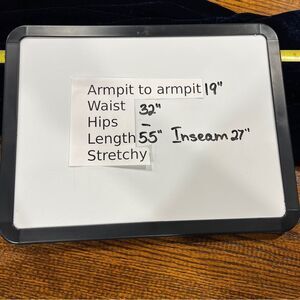 Armpit to armpit 19"
Waist 32"
Hips -
Length 55" Inseam 27"
Stretchy